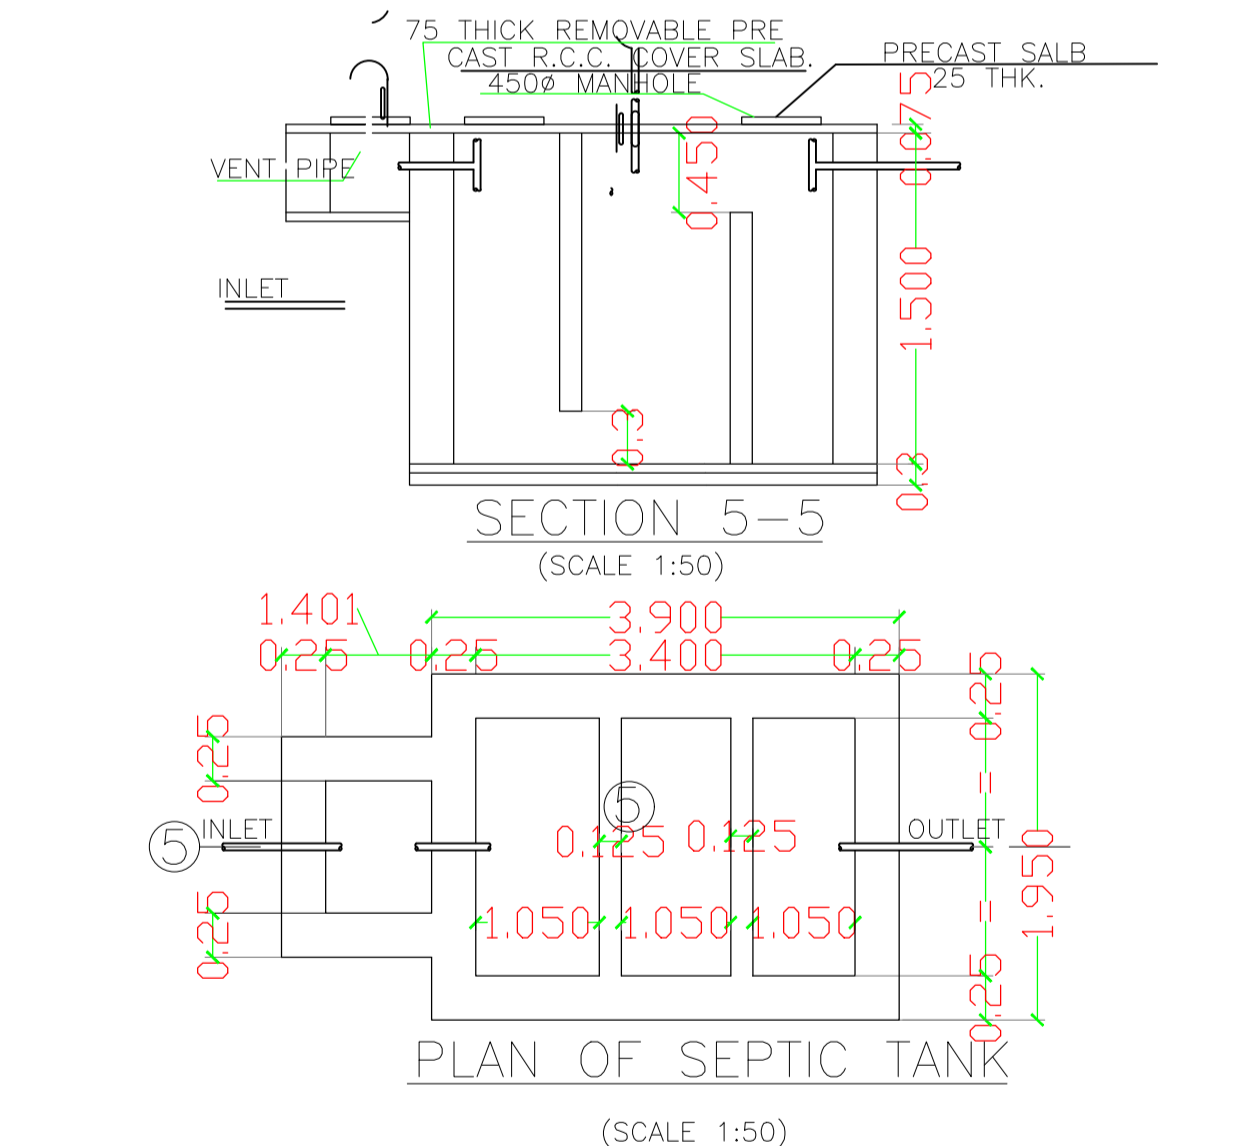 75 THICK REMOVABLE PRE
CAST R.C.C. COVER SLAB.
450ø MANHOLE
PRECAST SALB
25 THK.
VENT PIPE
INLET
0.075
0.450
1.500
0.3
0.3
SECTION 5-5
(SCALE 1:50)
1.401
3.900
0.25
0.25
3.400
0.25
0.25
0.25
=
5
INLET
5
0.125
0.125
OUTLET
1.950
0.25
1.050
1.050
1.050
=
0.25
PLAN OF SEPTIC TANK
(SCALE 1:50)